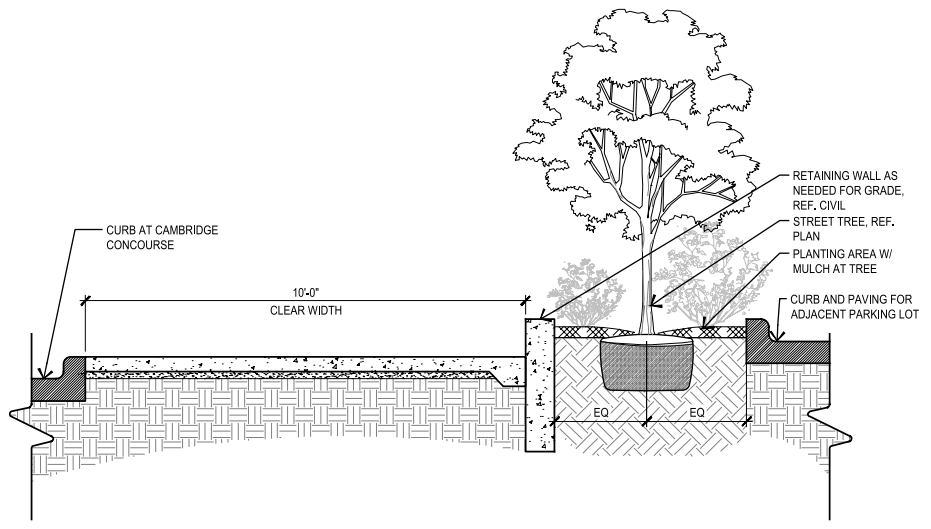 RETAINING WALL AS
NEEDED FOR GRADE,
REF. CIVIL
STREET TREE, REF.
PLAN
PLANTING AREA W/
MULCH AT TREE
CURB AND PAVING FOR
ADJACENT PARKING LOT
CURB AT CAMBRIDGE
CONCOURSE
10'-0"
CLEAR WIDTH
EQ EQ